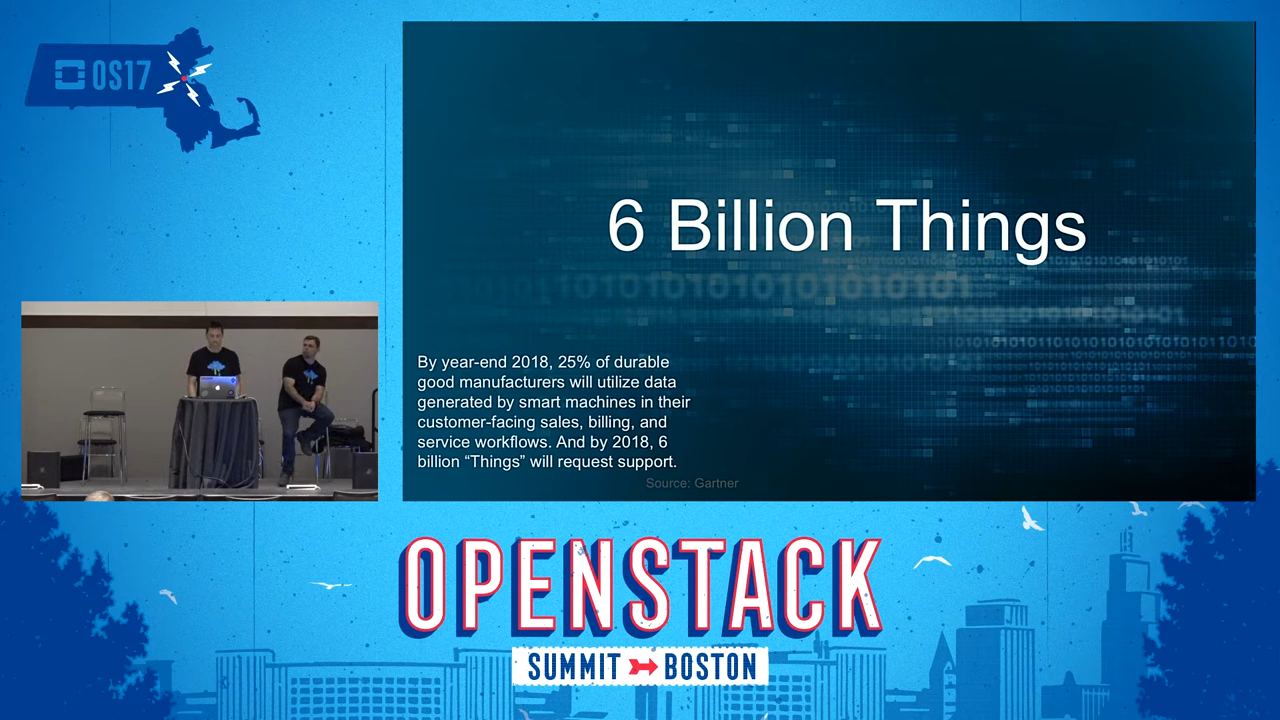 OS17
6 Billion Things
By year-end 2018, 25% of durable
good manufacturers will utilize data
generated by smart machines in their
customer-facing sales, billing, and
service workflows. And by 2018, 6
billion “Things” will request support.
Source: Gartner
OPENSTACK
SUMMIT BOSTON